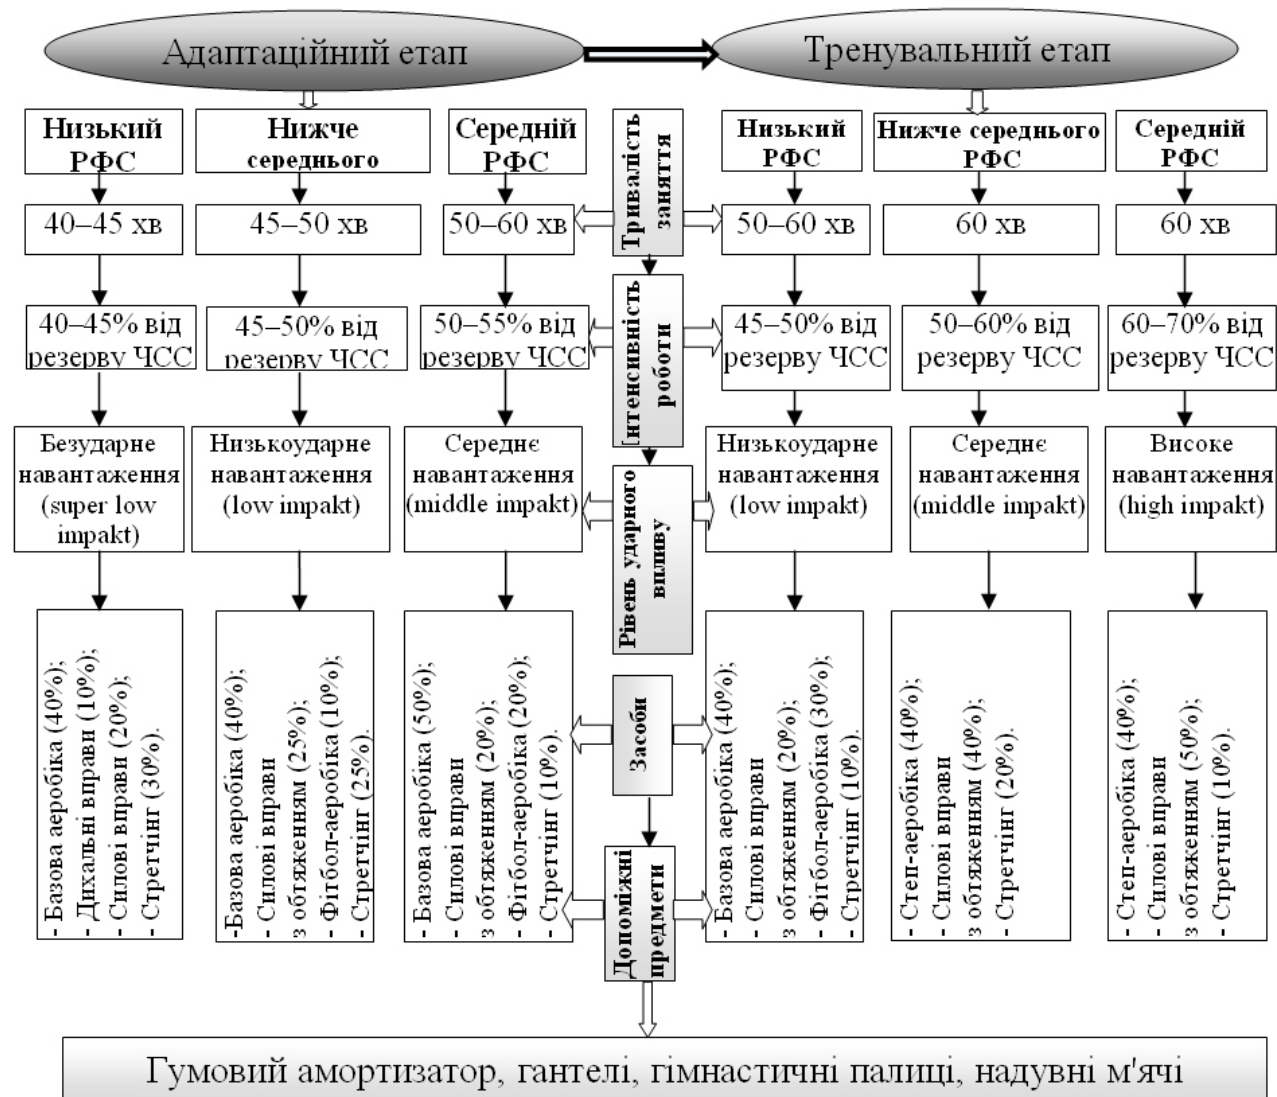 Адаптаційний етап
Тренувальний етап
Низький
РФС
Нижче
середнього
Середній
РФС
Тривалість
заняття
Низький
РФС
Нижче середнього
РФС
Середній
РФС
40–45 хв
45–50 хв
50–60 хв
50–60 хв
60 хв
60 хв
40–45% від
резерву ЧСС
45–50% від
резерву ЧСС
50–55% від
резерву ЧСС
Інтенсивність
роботи
45–50% від
резерву ЧСС
50–60% від
резерву ЧСС
60–70% від
резерву ЧСС
Безударне
навантаження
(super low
impakt)
Низькоударне
навантаження
(low impakt)
Середнє
навантаження
(middle impakt)
Рівень ударного
впливу
Низькоударне
навантаження
(low impakt)
Середнє
навантаження
(middle impakt)
Високе
навантаження
(high impakt)
- Базова аеробіка (40%);
- Дихальні вправи (10%);
- Силові вправи (20%);
- Стретчінг (30%).
-Базова аеробіка (40%);
- Силові вправи
з обтяженням (25%);
- Фітбол-аеробіка (10%);
- Стретчінг (25%).
- Базова аеробіка (50%);
- Силові вправи
з обтяженням (20%);
- Фітбол-аеробіка (20%);
- Стретчінг (10%).
Засоби
- Базова аеробіка (40%);
- Силові вправи
з обтяженням (20%);
- Фітбол-аеробіка (30%);
- Стретчінг (10%).
- Степ-аеробіка (40%);
- Силові вправи
з обтяженням (40%);
- Стретчінг (20%).
- Степ-аеробіка (40%);
- Силові вправи
з обтяженням (50%);
- Стретчінг (10%).
Допоміжні
предмети
Гумовий амортизатор, гантелі, гімнастичні палиці, надувні м'ячі